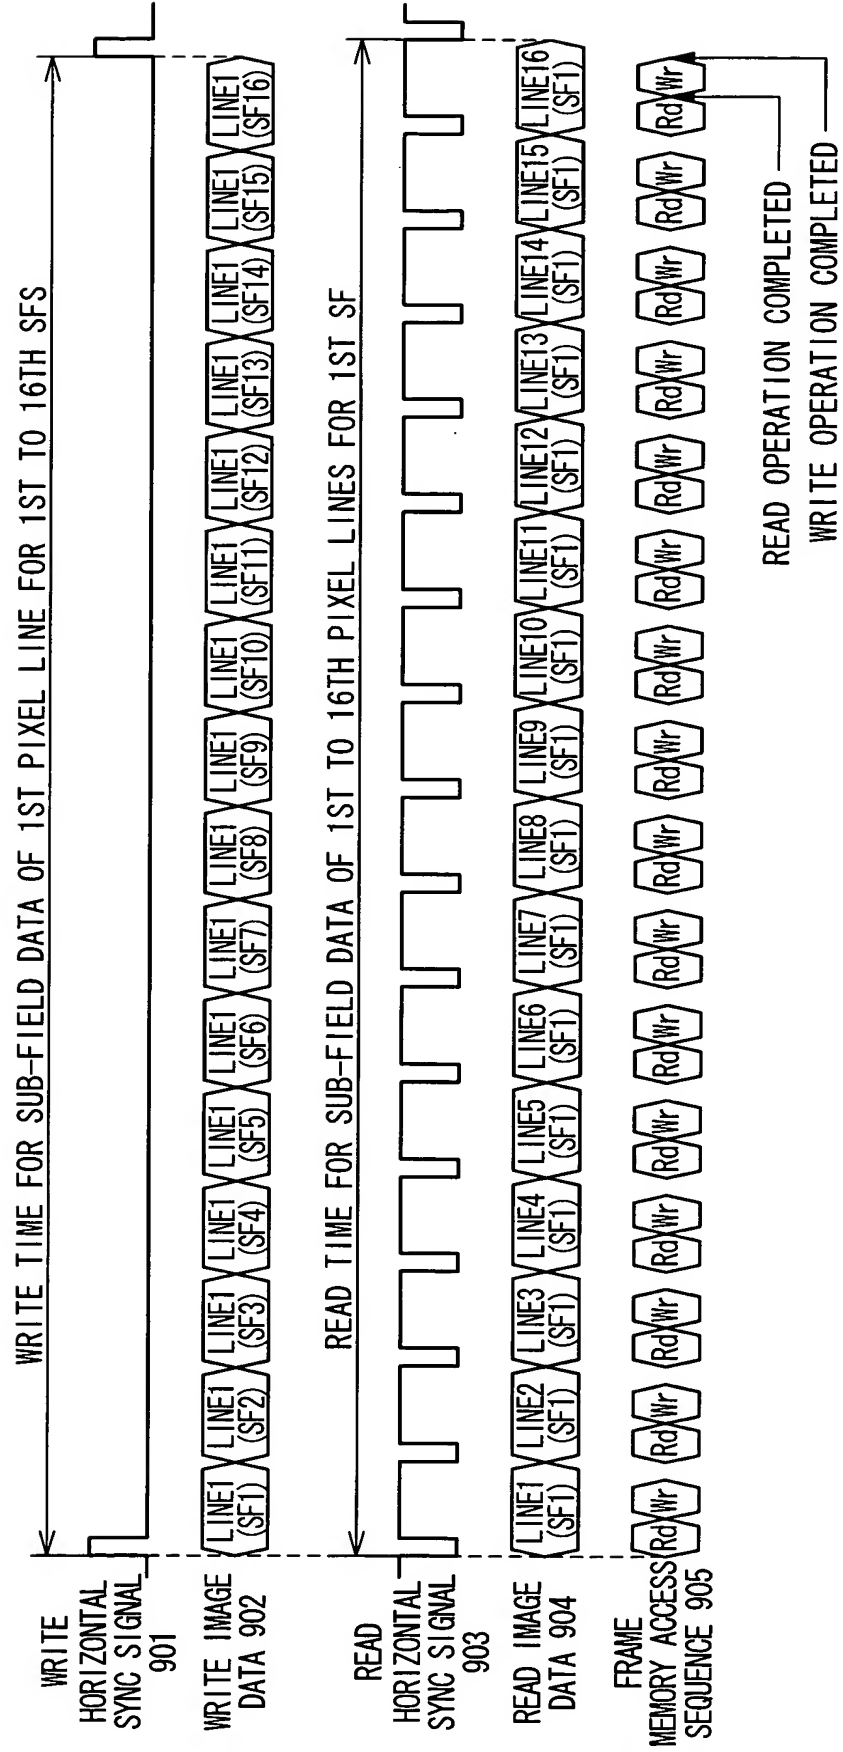 WRITE TIME FOR SUB-FIELD DATA OF 1ST PIXEL LINE FOR 1ST TO 16TH SFS
WRITE
HORIZONTAL
SYNC SIGNAL
901
WRITE IMAGE
DATA 902
LINE1
(SF1)
LINE1
(SF2)
LINE1
(SF3)
LINE1
(SF4)
LINE1
(SF5)
LINE1
(SF6)
LINE1
(SF7)
LINE1
(SF8)
LINE1
(SF9)
LINE1
(SF10)
LINE1
(SF11)
LINE1
(SF12)
LINE1
(SF13)
LINE1
(SF14)
LINE1
(SF15)
LINE1
(SF16)
READ TIME FOR SUB-FIELD DATA OF 1ST TO 16TH PIXEL LINES FOR 1ST SF
READ
HORIZONTAL
SYNC SIGNAL
903
READ IMAGE
DATA 904
LINE1
(SF1)
LINE2
(SF1)
LINE3
(SF1)
LINE4
(SF1)
LINE5
(SF1)
LINE6
(SF1)
LINE7
(SF1)
LINE8
(SF1)
LINE9
(SF1)
LINE10
(SF1)
LINE11
(SF1)
LINE12
(SF1)
LINE13
(SF1)
LINE14
(SF1)
LINE15
(SF1)
LINE16
(SF1)
FRAME
MEMORY ACCESS
SEQUENCE 905
Rd Wr Rd Wr Rd Wr Rd Wr Rd Wr Rd Wr Rd Wr Rd Wr Rd Wr Rd Wr Rd Wr Rd Wr Rd Wr Rd Wr Rd Wr Rd Wr
READ OPERATION COMPLETED
WRITE OPERATION COMPLETED